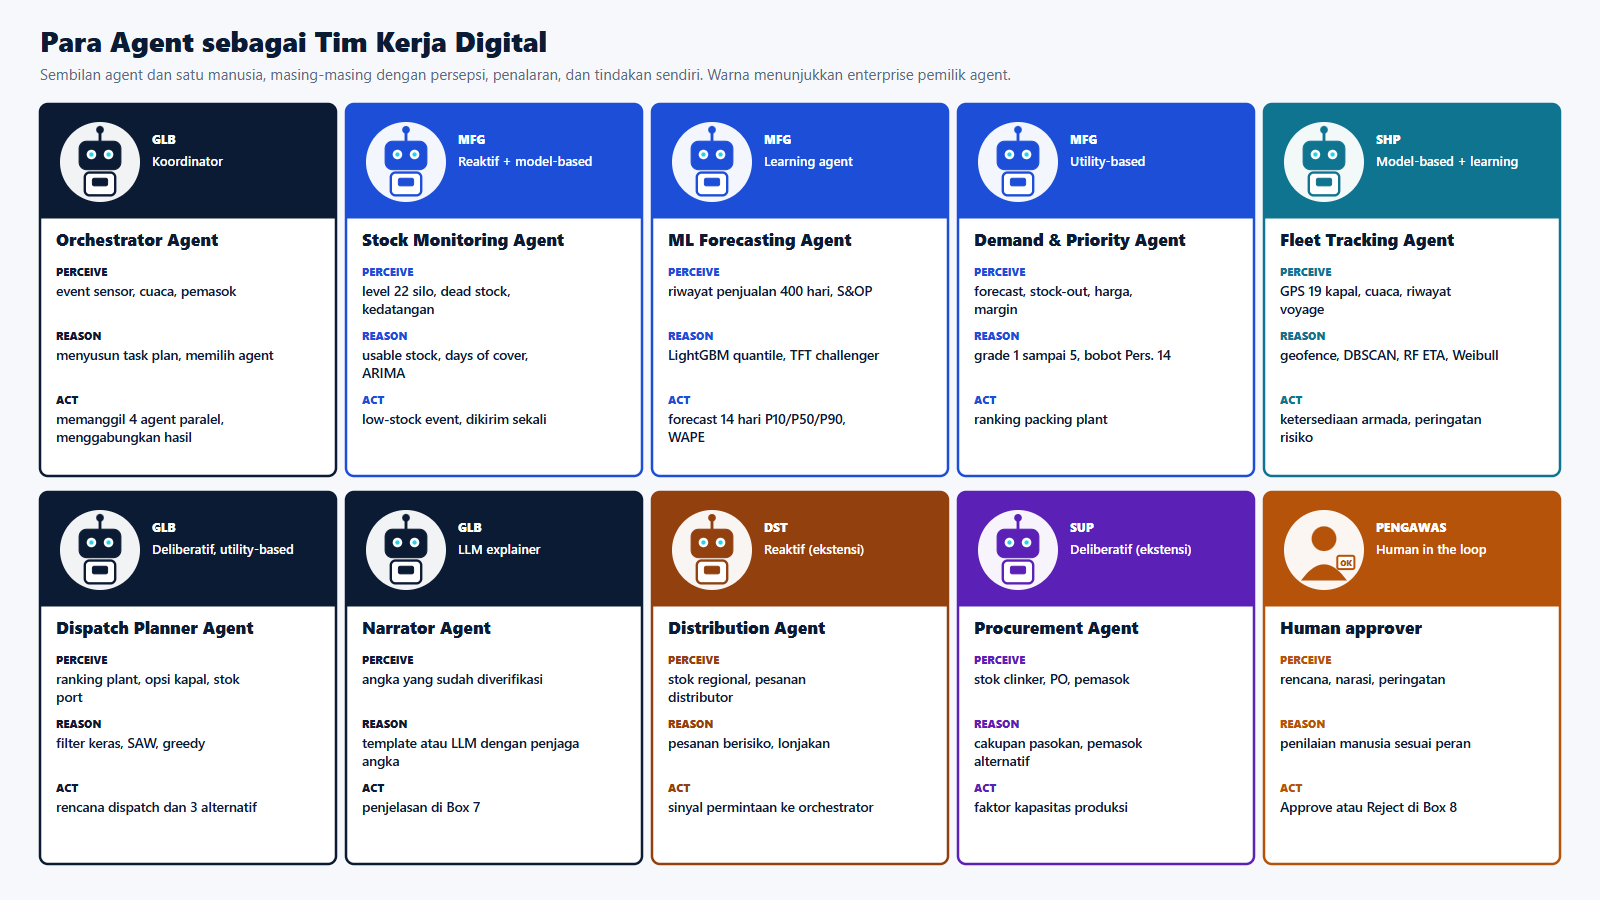 Para Agent sebagai Tim Kerja Digital
Sembilan agent dan satu manusia, masing-masing dengan persepsi, penalaran, dan tindakan sendiri. Warna menunjukkan enterprise pemilik agent.
GLB
Koordinator
Orchestrator Agent
PERCEIVE
event sensor, cuaca, pemasok
REASON
menyusun task plan, memilih agent
ACT
memanggil 4 agent paralel,
menggabungkan hasil
MFG
Reaktif + model-based
Stock Monitoring Agent
PERCEIVE
level 22 silo, dead stock,
kedatangan
REASON
usable stock, days of cover,
ARIMA
ACT
low-stock event, dikirim sekali
MFG
Learning agent
ML Forecasting Agent
PERCEIVE
riwayat penjualan 400 hari, S&OP
REASON
LightGBM quantile, TFT challenger
ACT
forecast 14 hari P10/P50/P90,
WAPE
MFG
Utility-based
Demand & Priority Agent
PERCEIVE
forecast, stock-out, harga,
margin
REASON
grade 1 sampai 5, bobot Pers. 14
ACT
ranking packing plant
SHP
Model-based + learning
Fleet Tracking Agent
PERCEIVE
GPS 19 kapal, cuaca, riwayat
voyage
REASON
geofence, DBSCAN, RF ETA, Weibull
ACT
ketersediaan armada, peringatan
risiko
GLB
Deliberatif, utility-based
Dispatch Planner Agent
PERCEIVE
ranking plant, opsi kapal, stok
port
REASON
filter keras, SAW, greedy
ACT
rencana dispatch dan 3 alternatif
GLB
LLM explainer
Narrator Agent
PERCEIVE
angka yang sudah diverifikasi
REASON
template atau LLM dengan penjaga
angka
ACT
penjelasan di Box 7
DST
Reaktif (ekstensi)
Distribution Agent
PERCEIVE
stok regional, pesanan
distributor
REASON
pesanan berisiko, lonjakan
ACT
sinyal permintaan ke orchestrator
SUP
Deliberatif (ekstensi)
Procurement Agent
PERCEIVE
stok clinker, PO, pemasok
REASON
cakupan pasokan, pemasok
alternatif
ACT
faktor kapasitas produksi
OK
PENGAWAS
Human in the loop
Human approver
PERCEIVE
rencana, narasi, peringatan
REASON
penilaian manusia sesuai peran
ACT
Approve atau Reject di Box 8